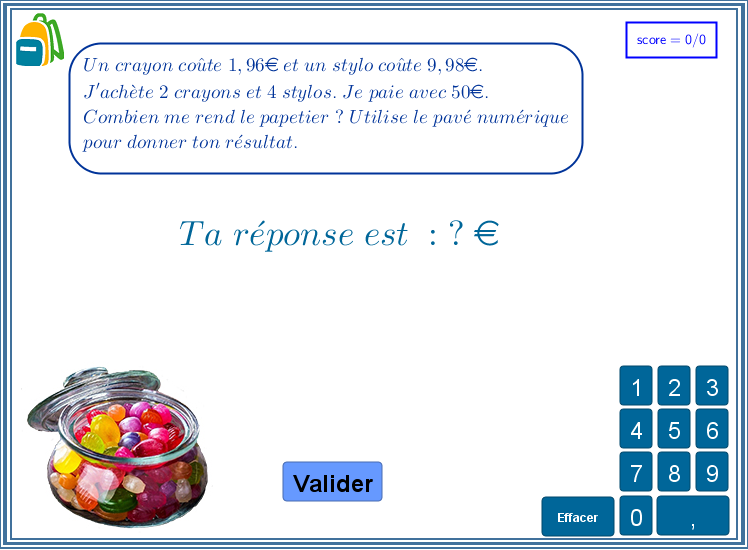 score = 0/0
Un crayon coûte 1,96€ et un stylo coûte 9,98€.
J'achète 2 crayons et 4 stylos. Je paie avec 50€.
Combien me rend le papetier ? Utilise le pavé numérique
pour donner ton résultat.
Ta réponse est : ? €
1 2 3
4 5 6
7 8 9
Valider
Effacer 0 ,